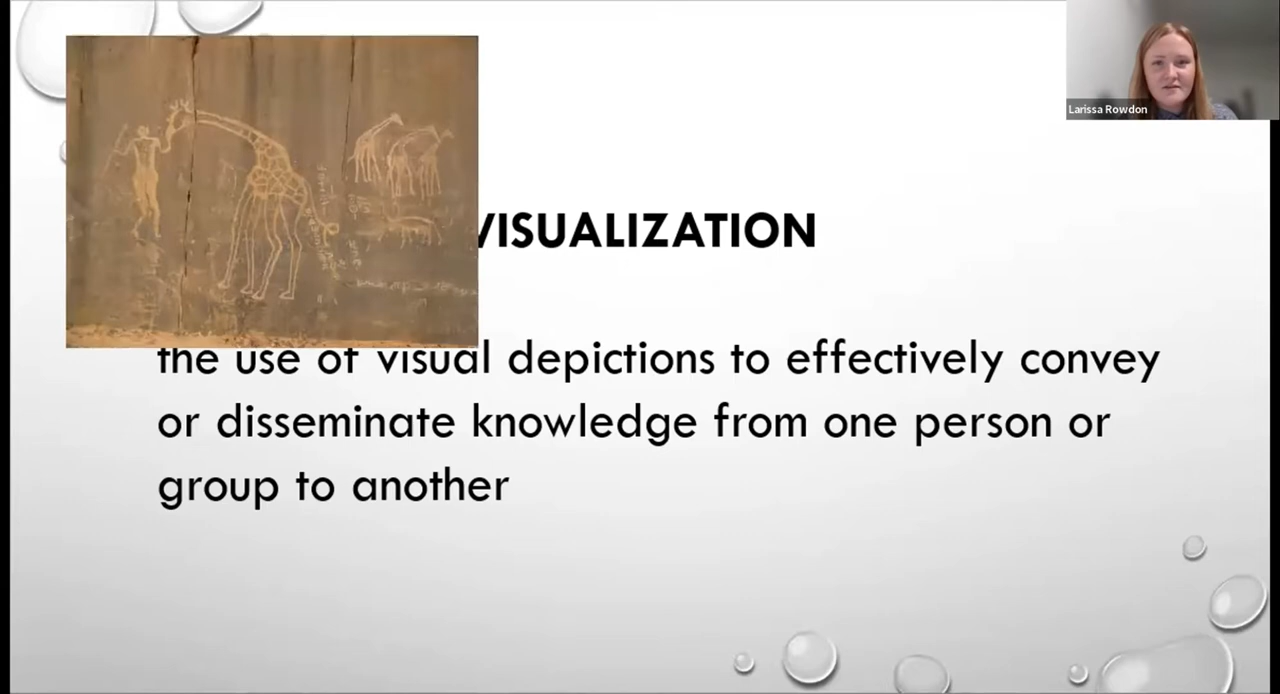 Larissa Rowdon
VISUALIZATION
the use of visual depictions to effectively convey
or disseminate knowledge from one person or
group to another